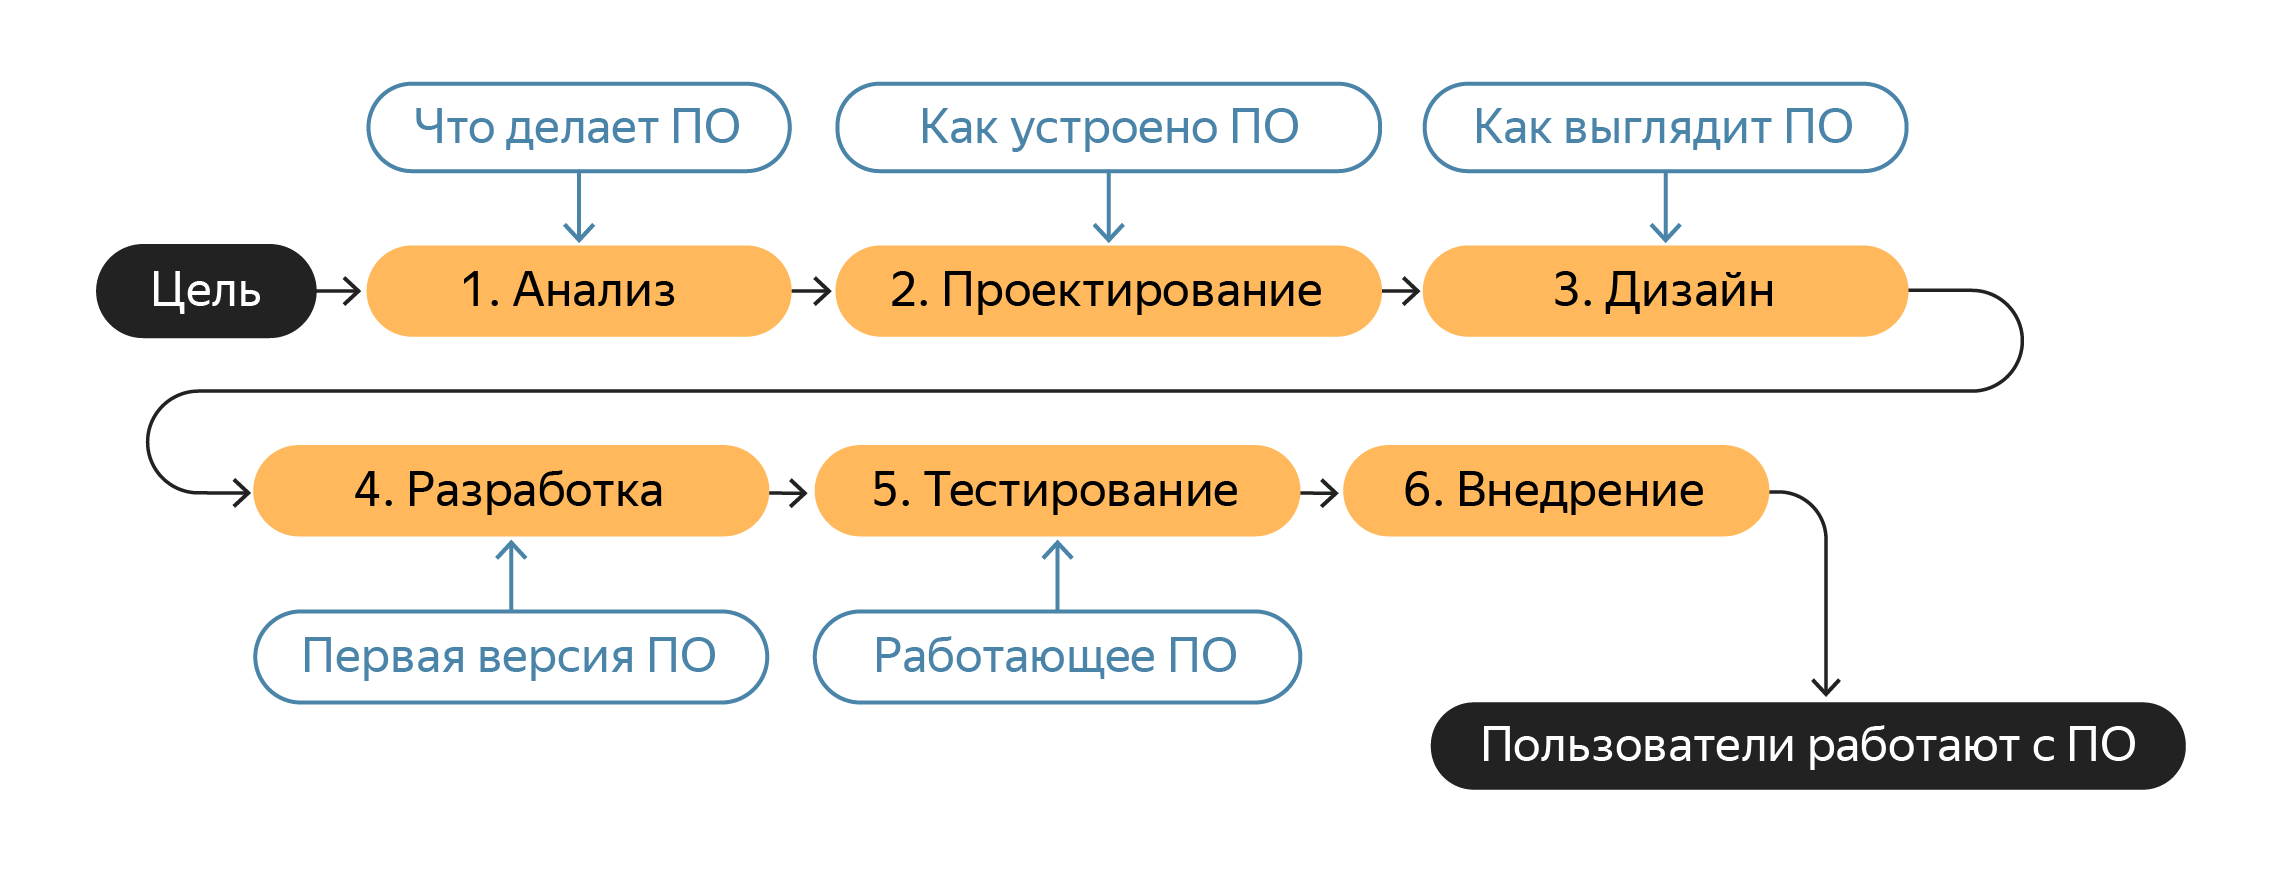 Что делает ПО
Как устроено ПО
Как выглядит ПО
Цель
1. Анализ
2. Проектирование
3. Дизайн
4. Разработка
5. Тестирование
6. Внедрение
Первая версия ПО
Работающее ПО
Пользователи работают с ПО